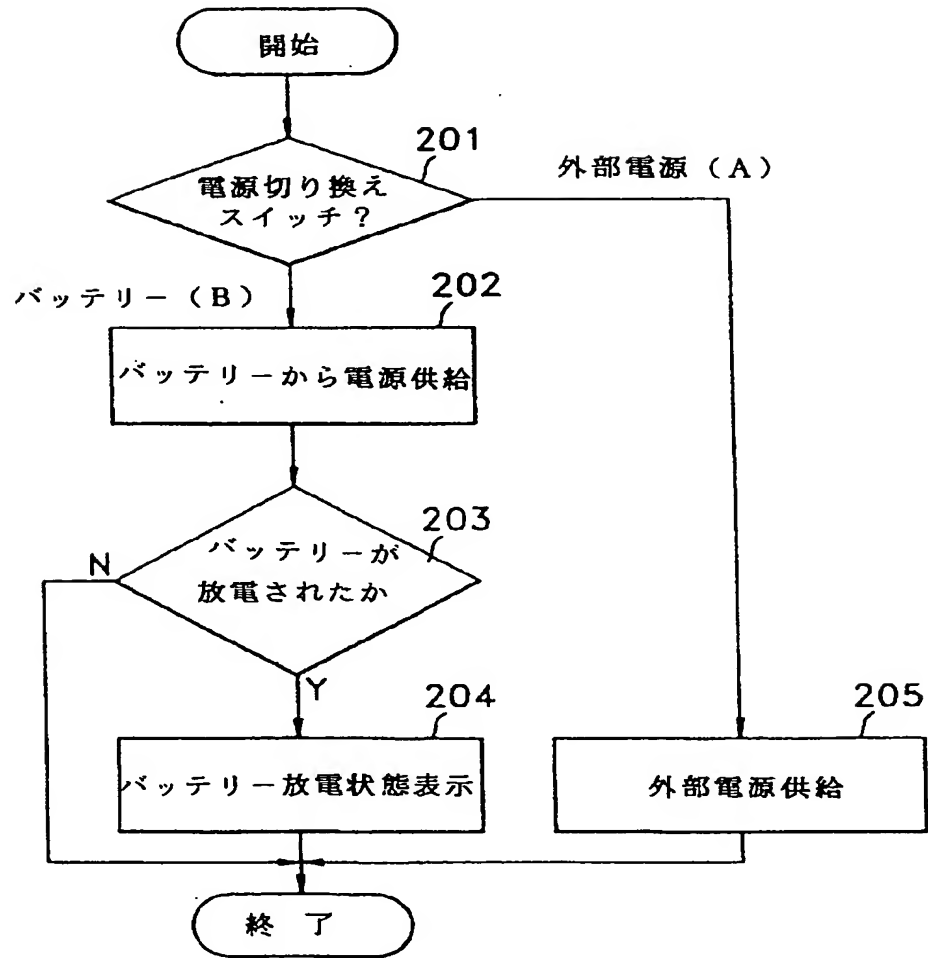 開始
201
電源切り換え
スイッチ?
外部電源(A)
バッテリー(B)
202
バッテリーから電源供給
203
バッテリーが
放電されたか
N
Y
204
バッテリー放電状態表示
205
外部電源供給
終了